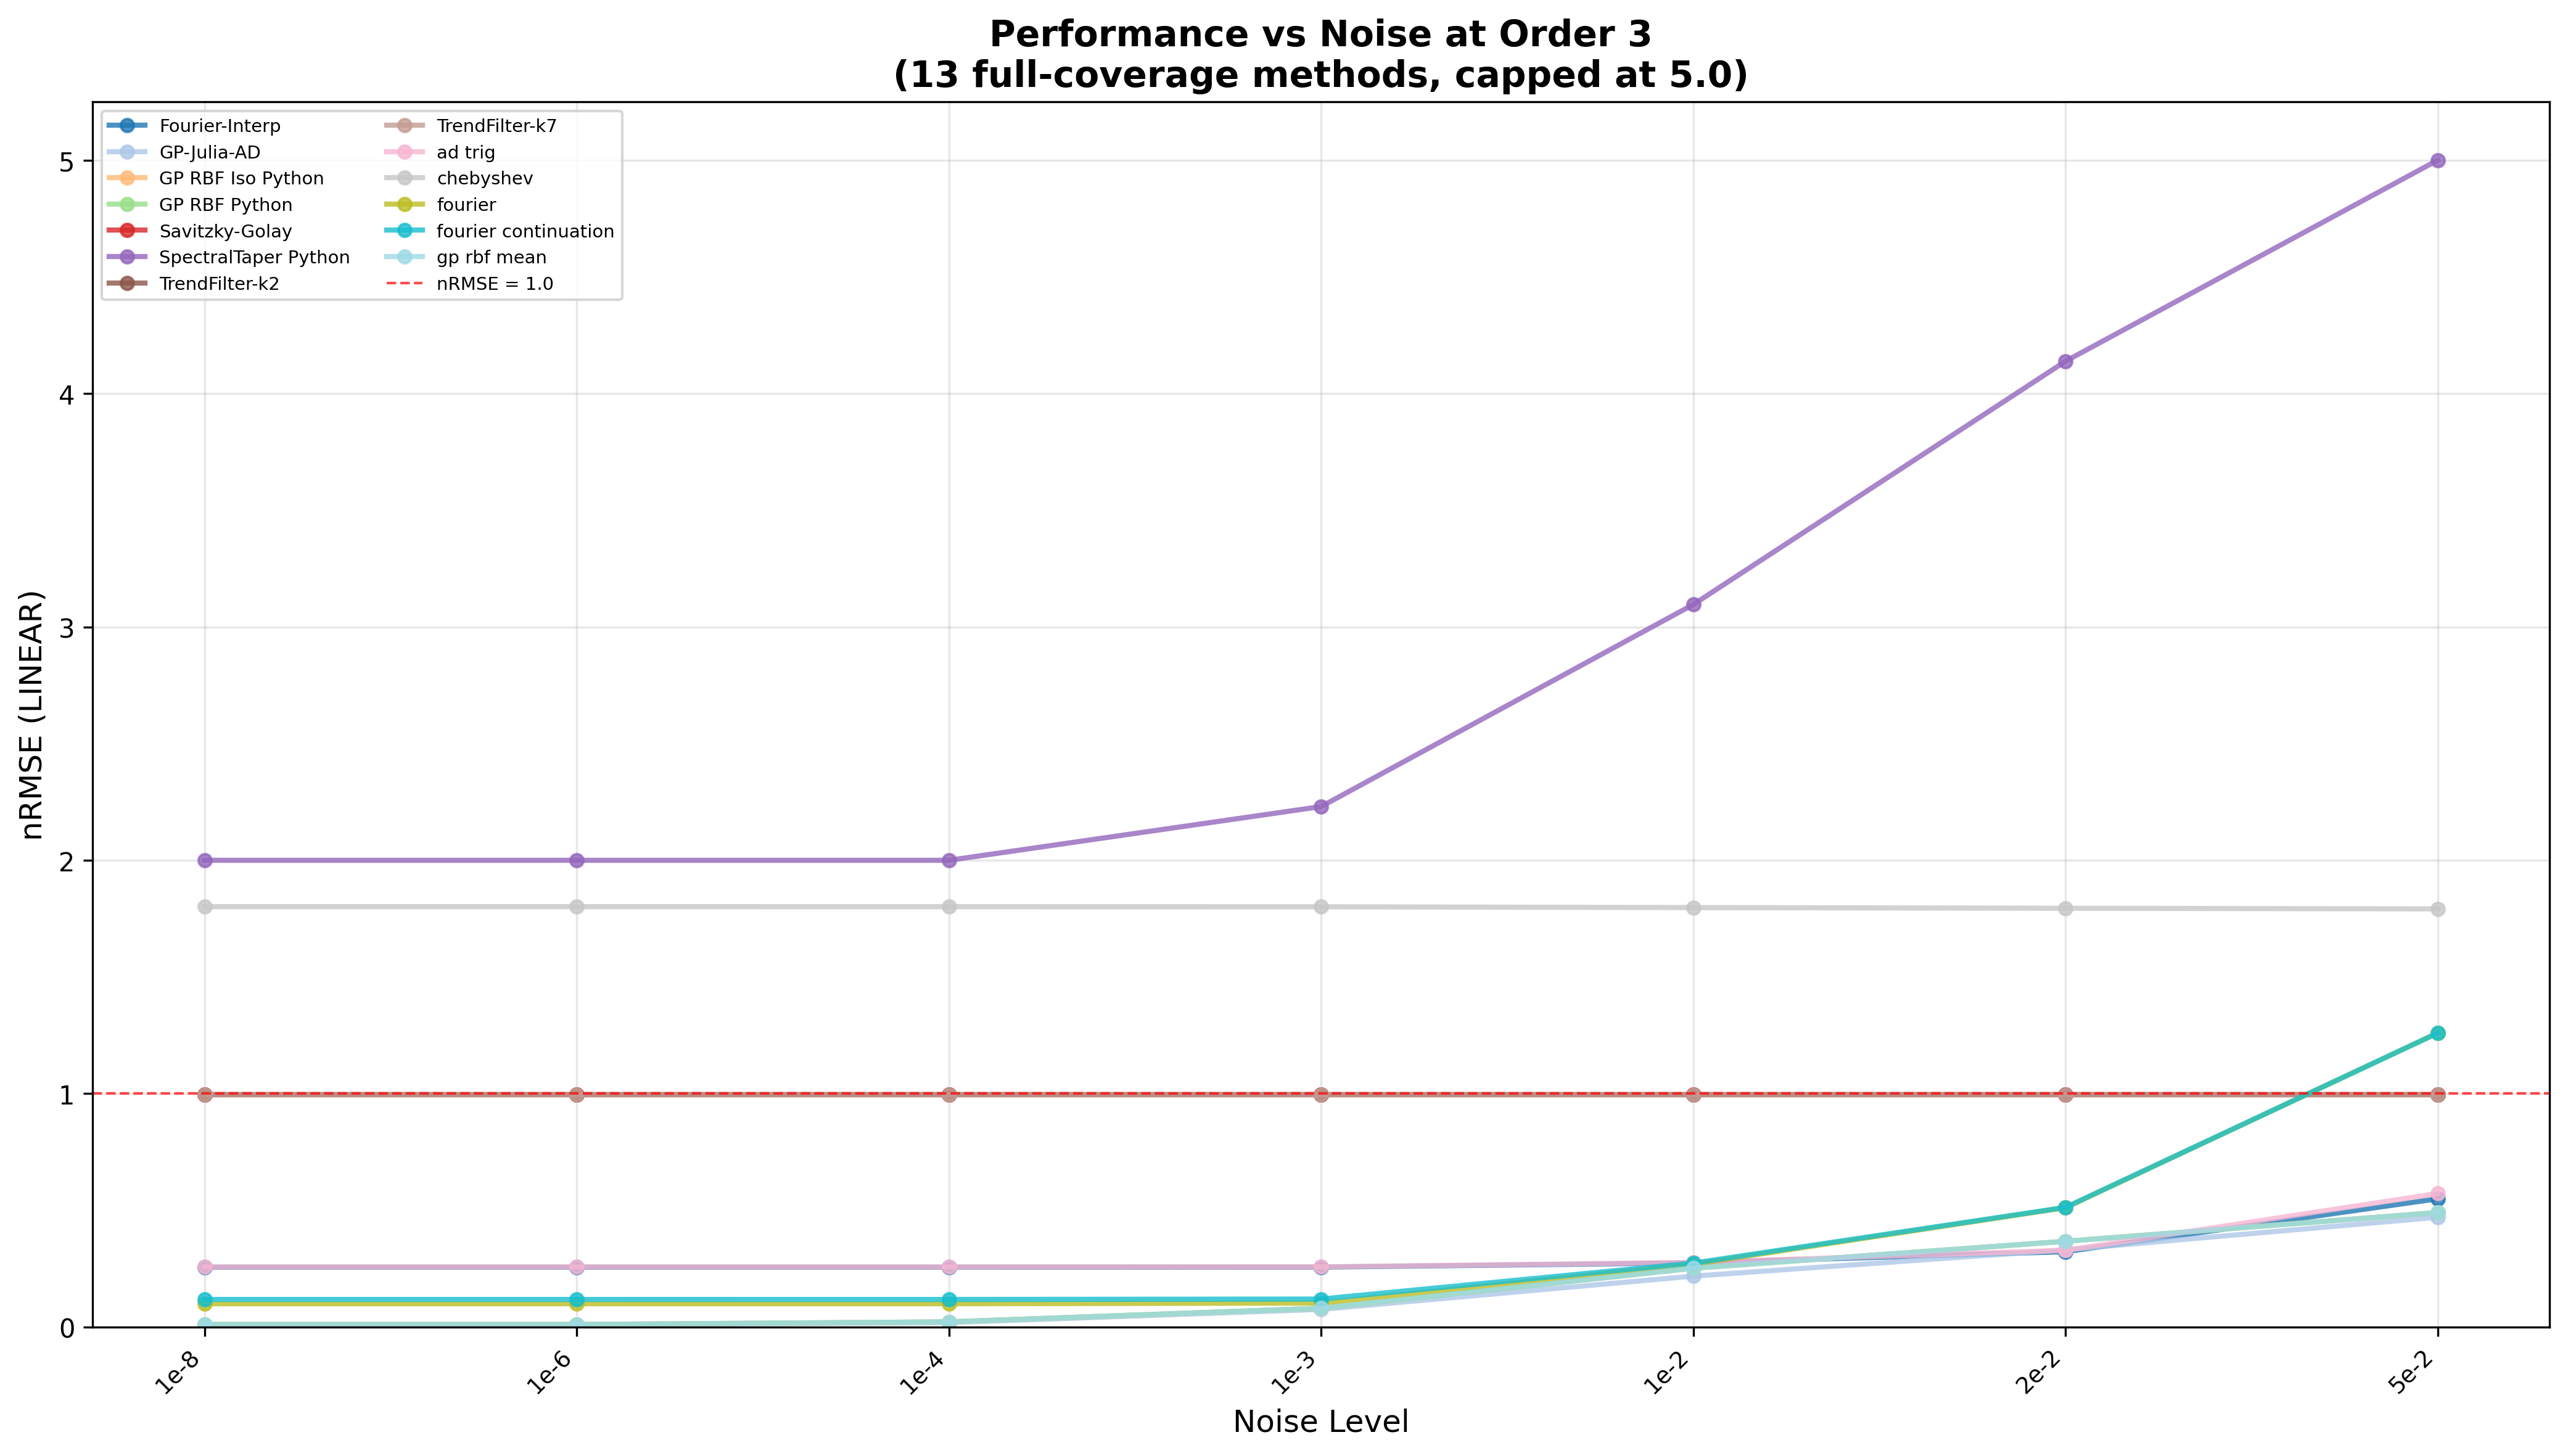 Performance vs Noise at Order 3
(13 full-coverage methods, capped at 5.0)
Fourier-Interp
GP-Julia-AD
GP RBF Iso Python
GP RBF Python
Savitzky-Golay
SpectralTaper Python
TrendFilter-k2
TrendFilter-k7
ad trig
chebyshev
fourier
fourier continuation
gp rbf mean
nRMSE = 1.0
nRMSE (LINEAR)
5
4
3
2
1
0
1e-8
1e-6
1e-4
1e-3
1e-2
2e-2
5e-2
Noise Level